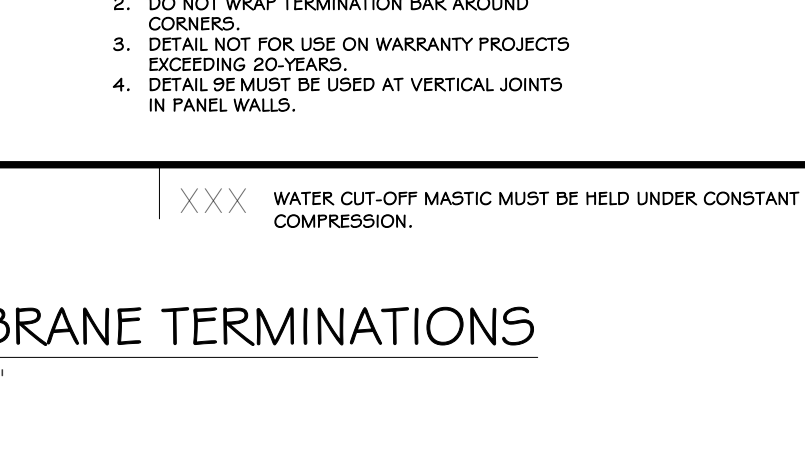 2. DO NOT WRAP TERMINATION BAR AROUND
CORNERS.
3. DETAIL NOT FOR USE ON WARRANTY PROJECTS
EXCEEDING 20-YEARS.
4. DETAIL 9E MUST BE USED AT VERTICAL JOINTS
IN PANEL WALLS.
XXX WATER CUT-OFF MASTIC MUST BE HELD UNDER CONSTANT
COMPRESSION.
BRANE TERMINATIONS